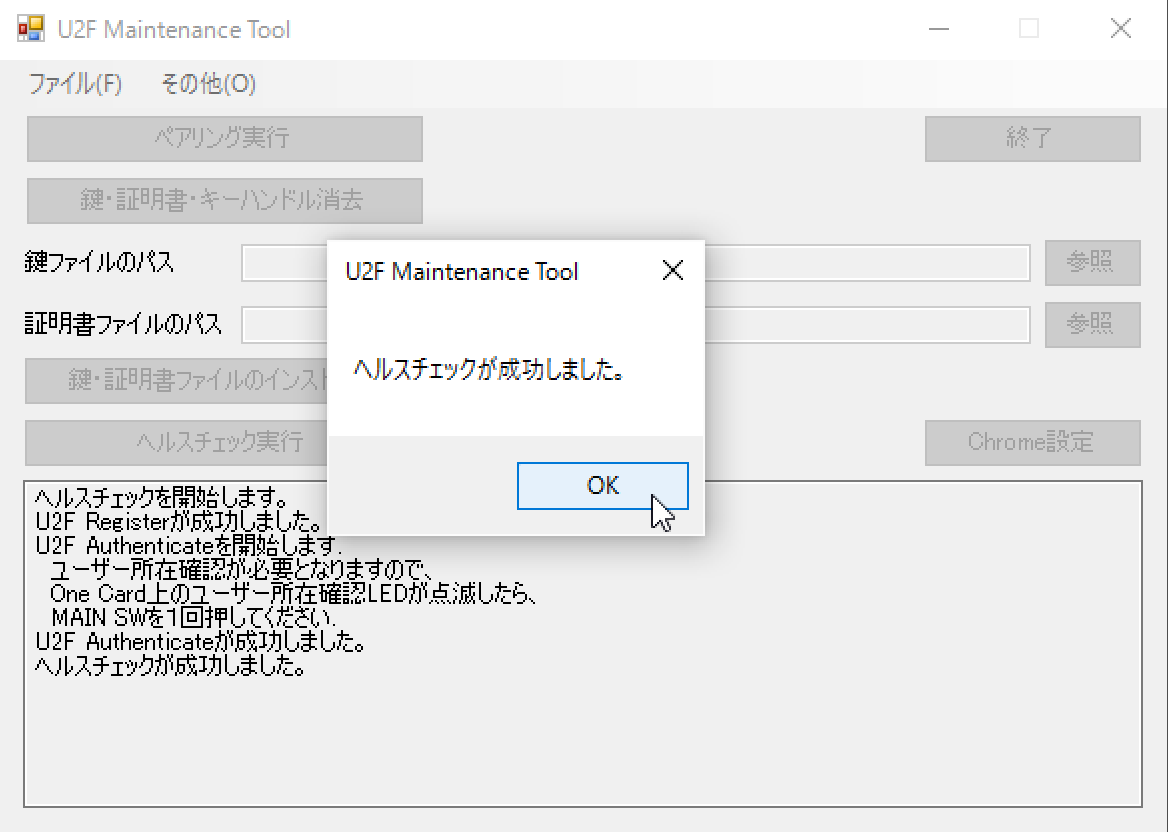 U2F Maintenance Tool
ファイル(F) その他(O)
ペアリング実行 終了
鍵・証明書・キーハンドル消去
鍵ファイルのパス 参照
証明書ファイルのパス 参照
鍵・証明書ファイルのインスト
ヘルスチェック実行 Chrome設定
U2F Maintenance Tool
ヘルスチェックが成功しました。
OK
ヘルスチェックを開始します。
U2F Registerが成功しました。
U2F Authenticateを開始します.
ユーザー所在確認が必要となりますので、
One Card上のユーザー所在確認LEDが点滅したら、
MAIN SWを1回押してください.
U2F Authenticateが成功しました。
ヘルスチェックが成功しました。